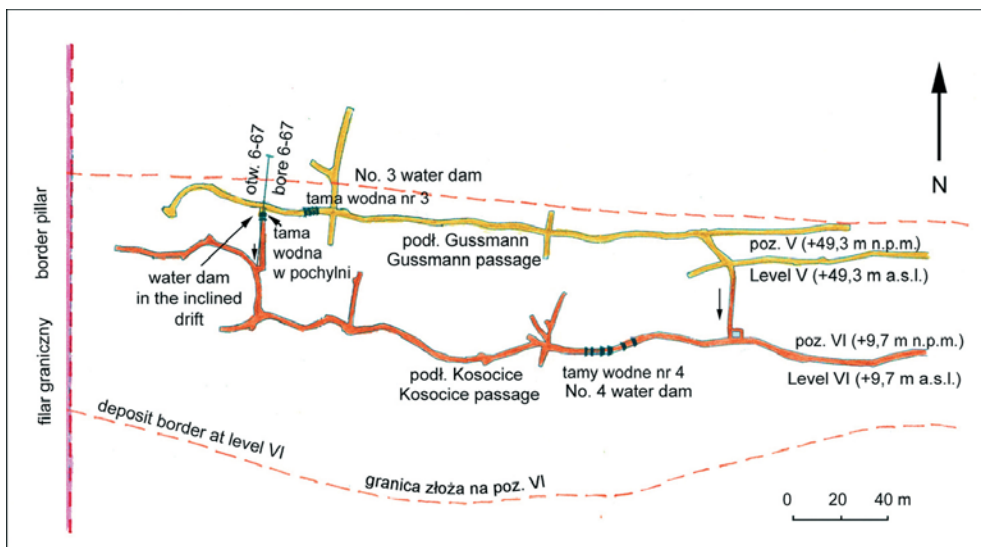 border pillar
filar graniczny
otw. 6-67
bore 6-67
No. 3 water dam
tama wodna nr 3
N
tama
wodna
w pochylni
water dam
in the inclined
drift
podł. Gussmann
Gussmann passage
poz. V (+49,3 m n.p.m.)
Level V (+49,3 m a.s.l.)
poz. VI (+9,7 m n.p.m.)
Level VI (+9,7 m a.s.l.)
podł. Kosocice
Kosocice passage
tamy wodne nr 4
No. 4 water dam
deposit border at level VI
granica złoża na poz. VI
0 20 40 m